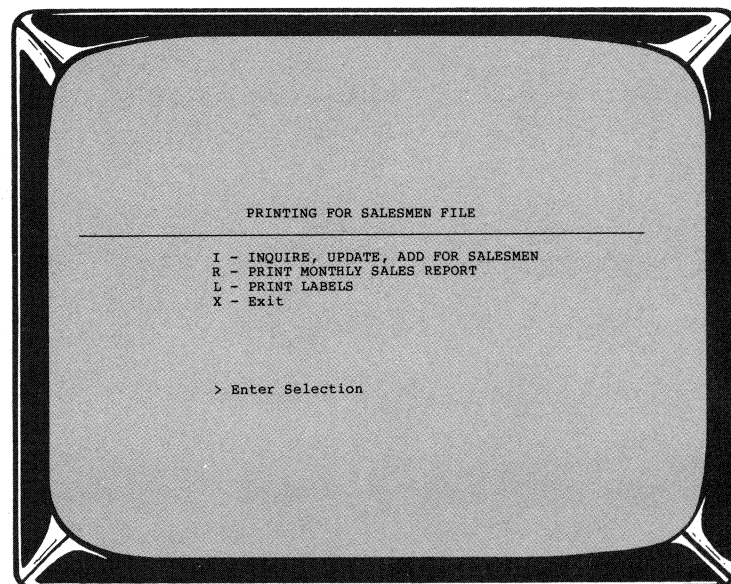 PRINTING FOR SALESMEN FILE
I - INQUIRE, UPDATE, ADD FOR SALESMEN
R - PRINT MONTHLY SALES REPORT
L - PRINT LABELS
X - Exit
> Enter Selection